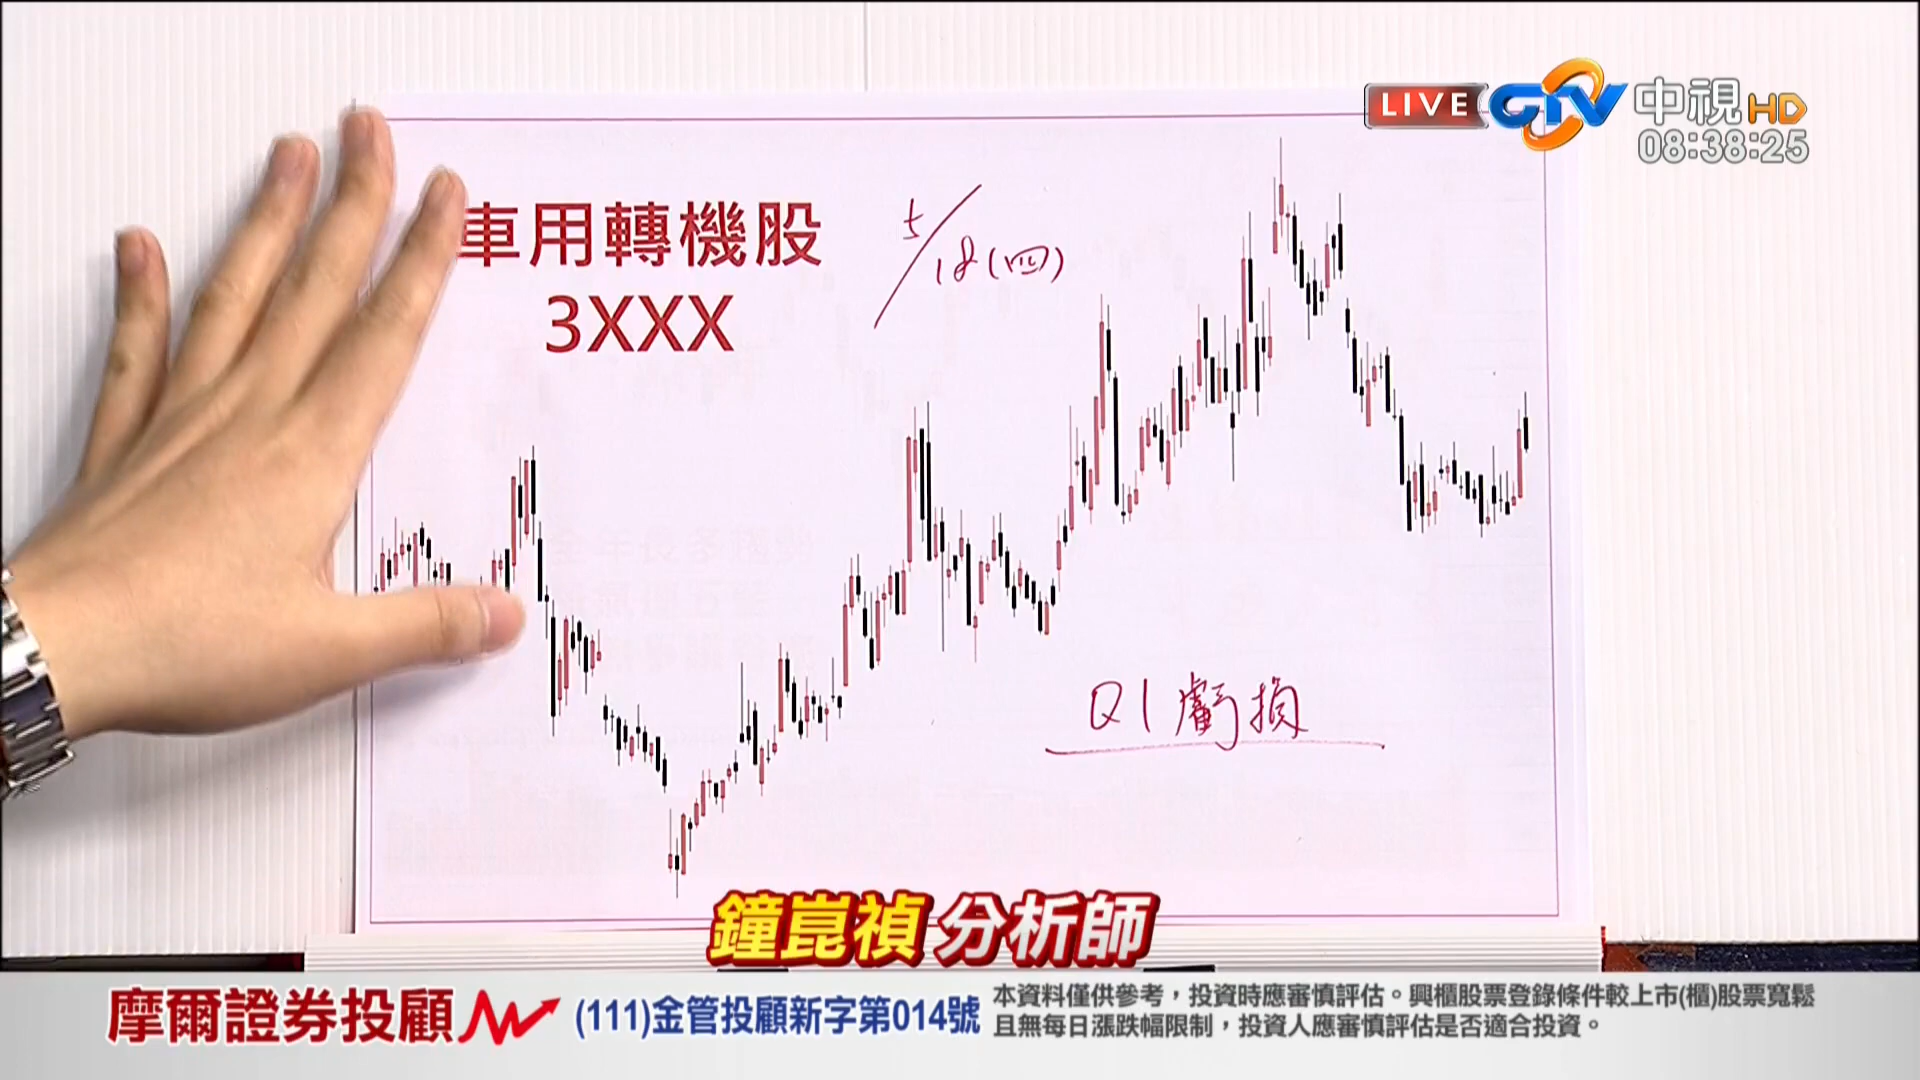 LIVE CTV 中視HD
08:38:25
車用轉機股
3XXX
5/18(四)
Q1虧損
鐘崑禎 分析師
摩爾證券投顧 (111)金管投顧新字第014號
本資料僅供參考，投資時應審慎評估。興櫃股票登錄條件較上市(櫃)股票寬鬆
且無每日漲跌幅限制，投資人應審慎評估是否適合投資。